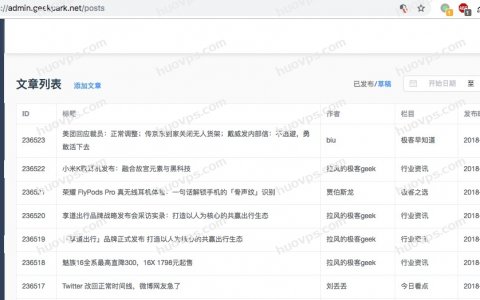 ://admin.geekpark.net/posts
文章列表 添加文章 已发布/草稿 开始日期 至
ID 标题 作者 栏目 发布时
236523 美团回应裁员：正常调整；传京东到家关闭无人货架；戴威发内部信：不逃避，勇敢活下去 biu 极客早知道 2018-
236522 小米K 发布：融合故宫元素与黑科技 拉风的极客geek 行业资讯 2018-
荣耀 FlyPods Pro 真无线耳机体验：一句话解锁手机的「骨声纹」识别 贾伯斯龙 极客之选 2018-
236520 享道出行品牌战略发布会采访实录：打造以人为核心的共赢出行生态 拉风的极客geek 行业资讯 2018-
236519 「享道出行」品牌正式发布 打造以人为核心的共赢出行生态 拉风的极客geek 行业资讯 2018-
236518 魅族16全系最高直降300，16X 1798元起售 拉风的极客geek 行业资讯 2018-
236517 Twitter 改回正常时间线，微博网友急了 刘丢丢 今日看点 2018-
huovps.com